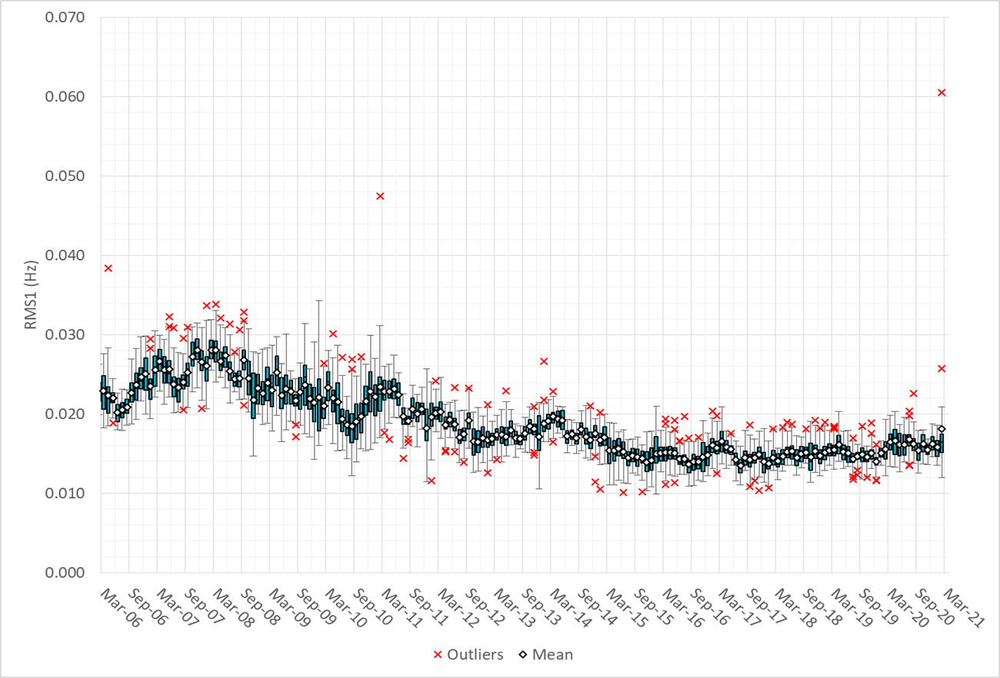 0.070
0.060
0.050
0.040
0.030
0.020
0.010
0.000
RMS1 (Hz)
Mar-06
Sep-06
Mar-07
Sep-07
Mar-08
Sep-08
Mar-09
Sep-09
Mar-10
Sep-10
Mar-11
Sep-11
Mar-12
Sep-12
Mar-13
Sep-13
Mar-14
Sep-14
Mar-15
Sep-15
Mar-16
Sep-16
Mar-17
Sep-17
Mar-18
Sep-18
Mar-19
Sep-19
Mar-20
Sep-20
Mar-21
Outliers Mean